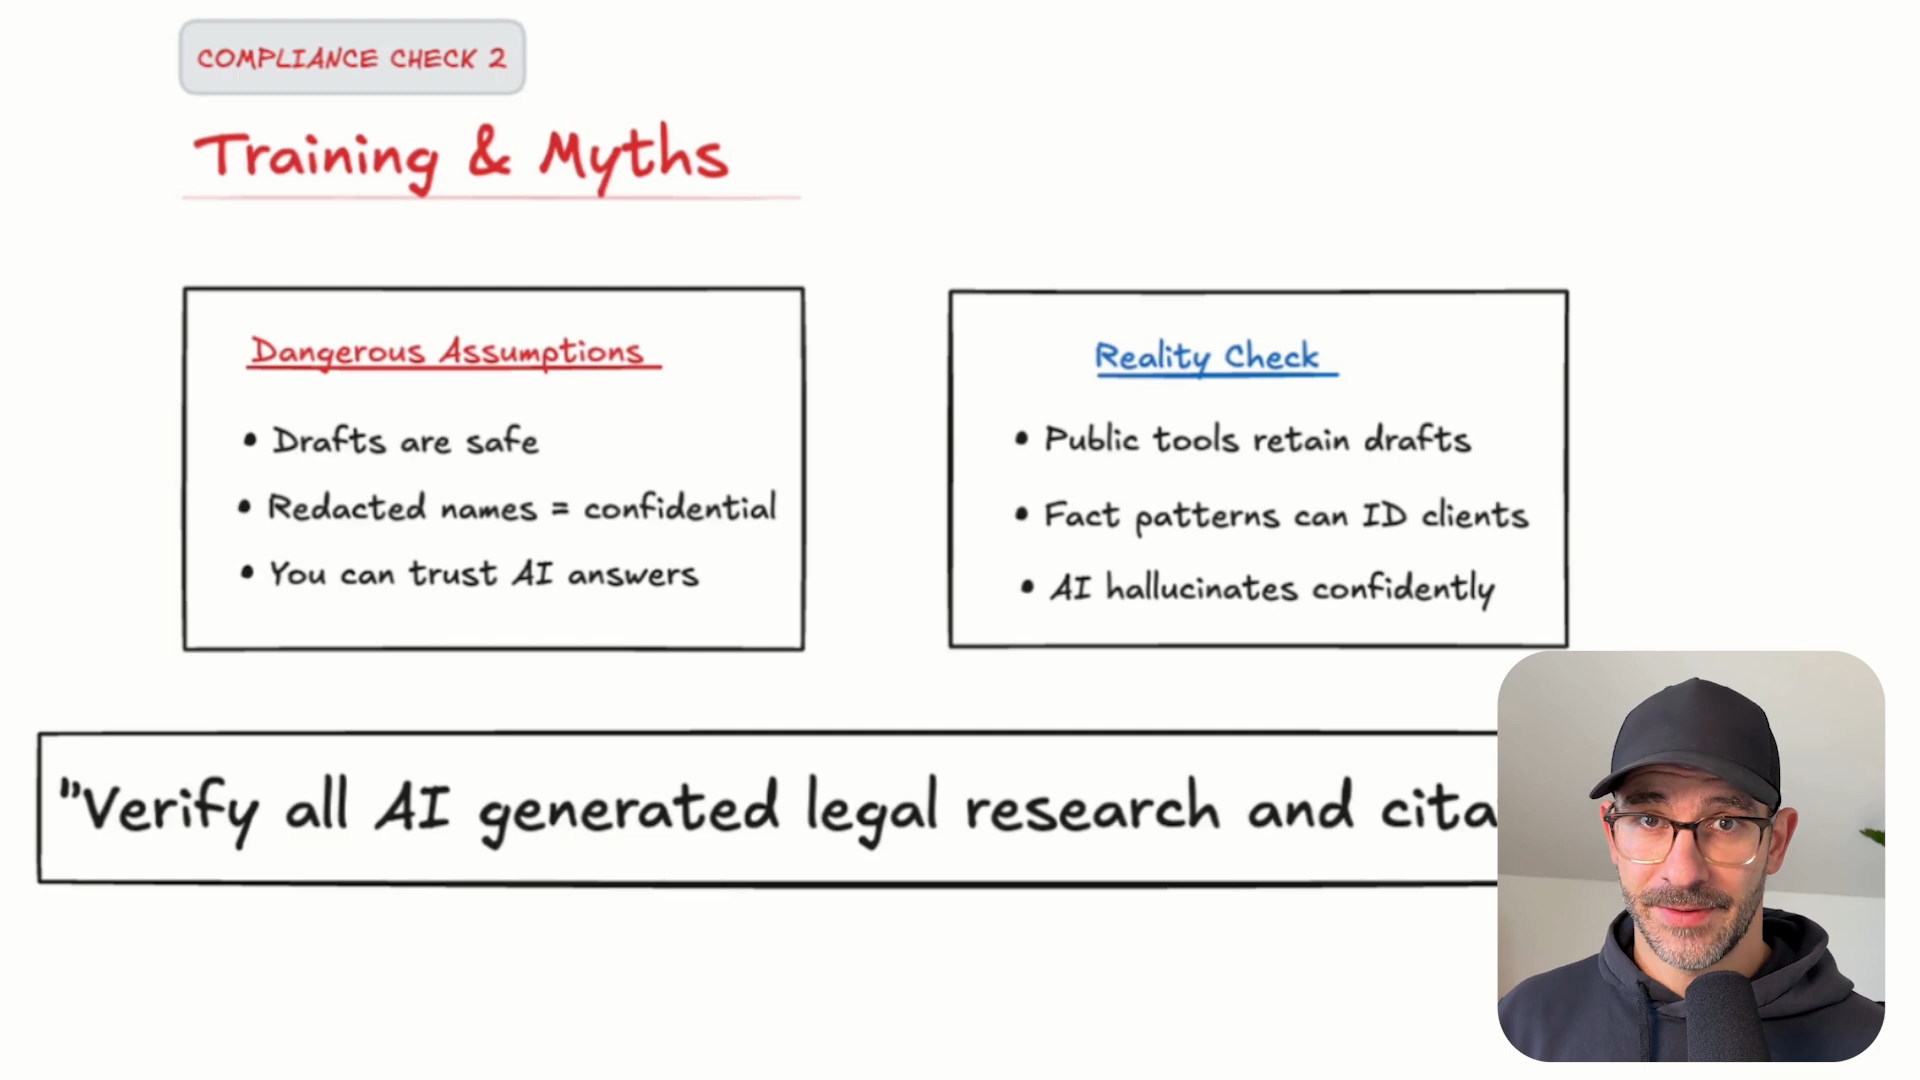 COMPLIANCE CHECK 2
Training & Myths
Dangerous Assumptions
• Drafts are safe
• Redacted names = confidential
• You can trust AI answers
Reality Check
• Public tools retain drafts
• Fact patterns can ID clients
• AI hallucinates confidently
"Verify all AI generated legal research and